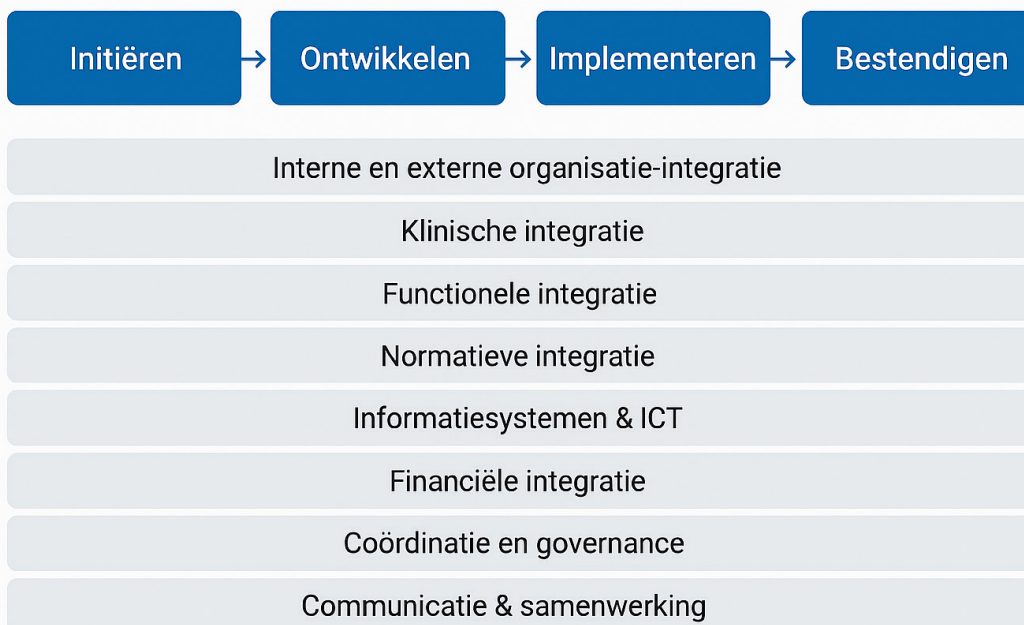 Initiëren
Ontwikkelen
Implementeren
Bestendigen
Interne en externe organisatie-integratie
Klinische integratie
Functionele integratie
Normatieve integratie
Informatiesystemen & ICT
Financiële integratie
Coördinatie en governance
Communicatie & samenwerking